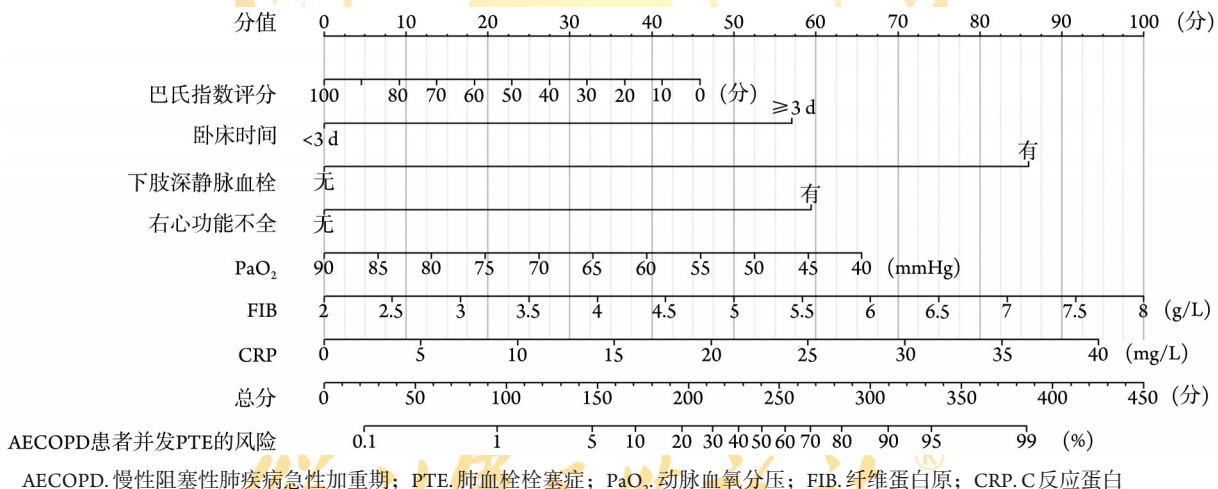 分值 0 10 20 30 40 50 60 70 80 90 100 (分)
巴氏指数评分 100 80 70 60 50 40 30 20 10 0 (分)
卧床时间 <3 d ≥3 d
下肢深静脉血栓 无 有
右心功能不全 无 有
PaO₂ 90 85 80 75 70 65 60 55 50 45 40 (mmHg)
FIB 2 2.5 3 3.5 4 4.5 5 5.5 6 6.5 7 7.5 8 (g/L)
CRP 0 5 10 15 20 25 30 35 40 (mg/L)
总分 0 50 100 150 200 250 300 350 400 450 (分)
AECOPD患者并发PTE的风险 0.1 1 5 10 20 30 40 50 60 70 80 90 95 99 (%)
AECOPD.慢性阻塞性肺疾病急性加重期；PTE.肺血栓栓塞症；PaO₂.动脉血氧分压；FIB.纤维蛋白原；CRP.C反应蛋白